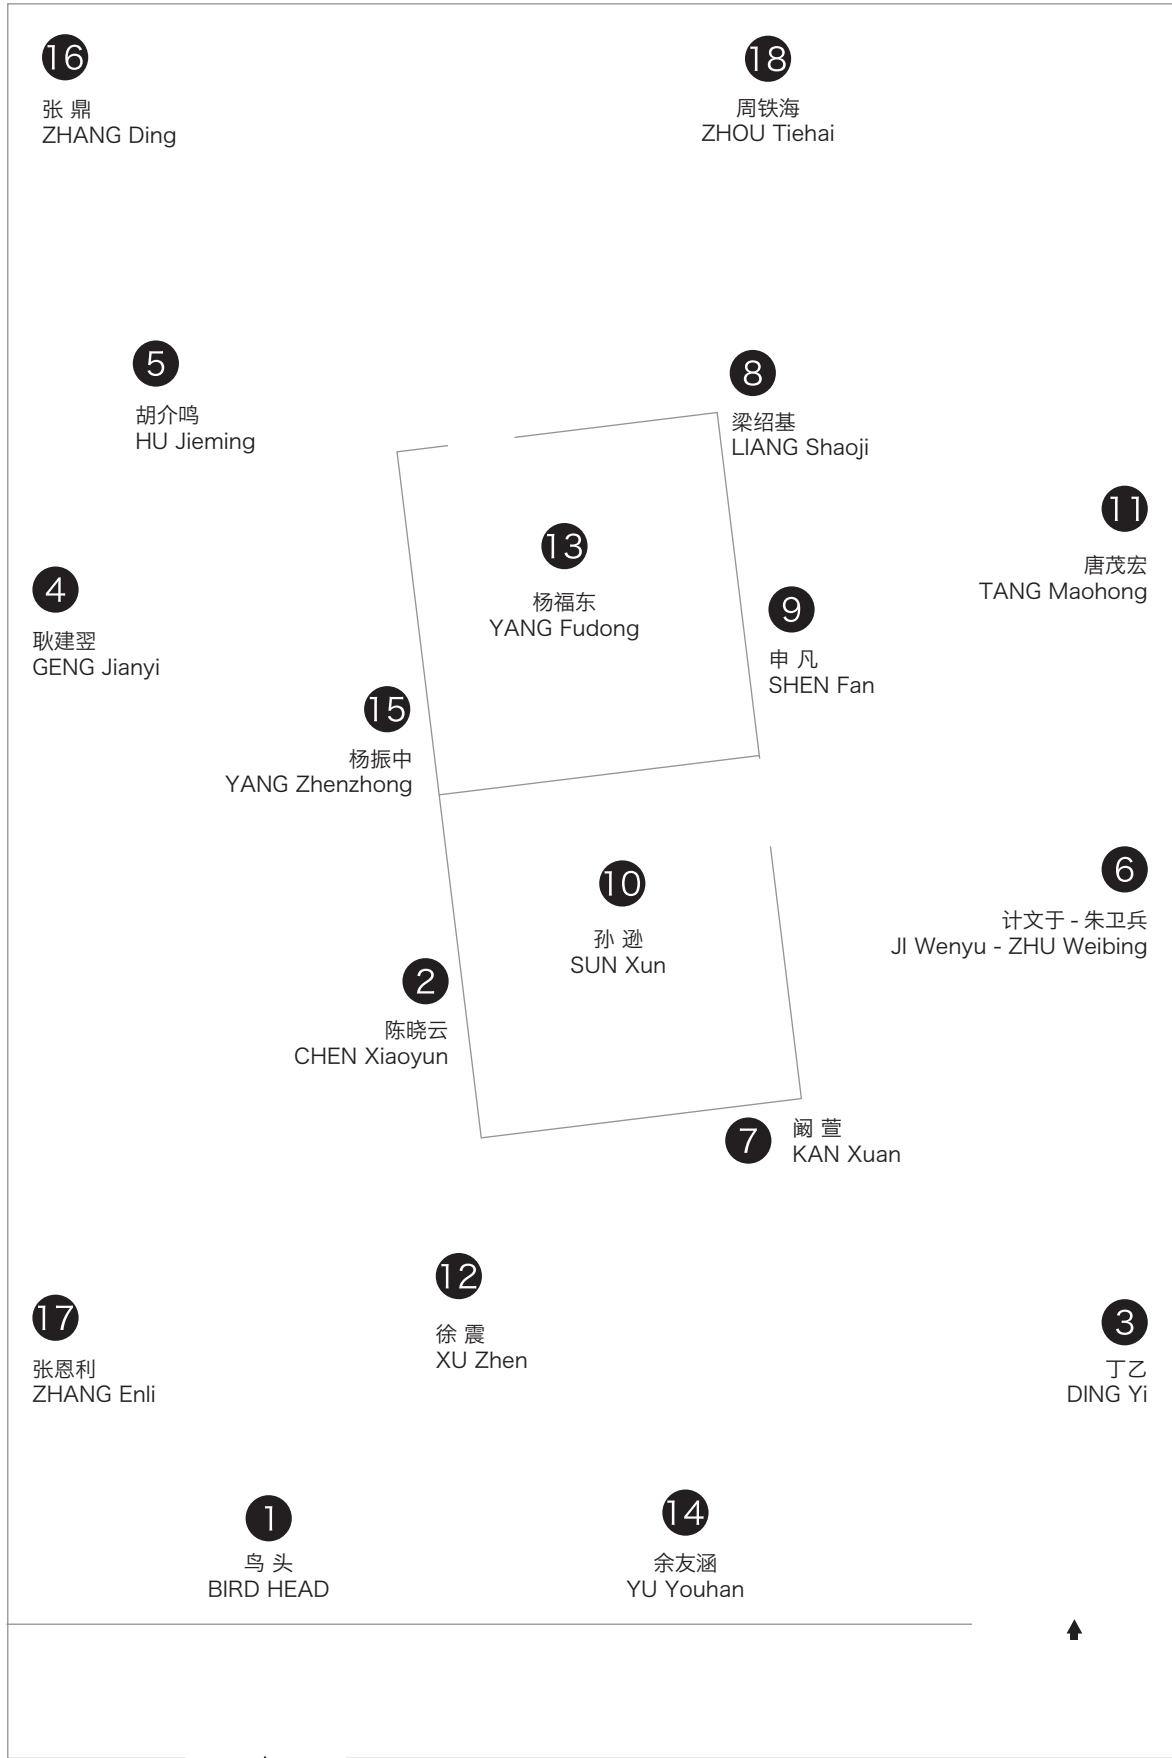 16
张 鼎
ZHANG Ding
18
周铁海
ZHOU Tiehai
5
胡介鸣
HU Jieming
8
梁绍基
LIANG Shaoji
11
唐茂宏
TANG Maohong
13
杨福东
YANG Fudong
4
耿建翌
GENG Jianyi
9
申 凡
SHEN Fan
15
杨振中
YANG Zhenzhong
6
计文于 - 朱卫兵
JI Wenyu - ZHU Weibing
10
孙 逊
SUN Xun
2
陈晓云
CHEN Xiaoyun
7
阚 萱
KAN Xuan
12
徐 震
XU Zhen
17
张恩利
ZHANG Enli
3
丁乙
DING Yi
1
鸟 头
BIRD HEAD
14
余友涵
YU Youhan